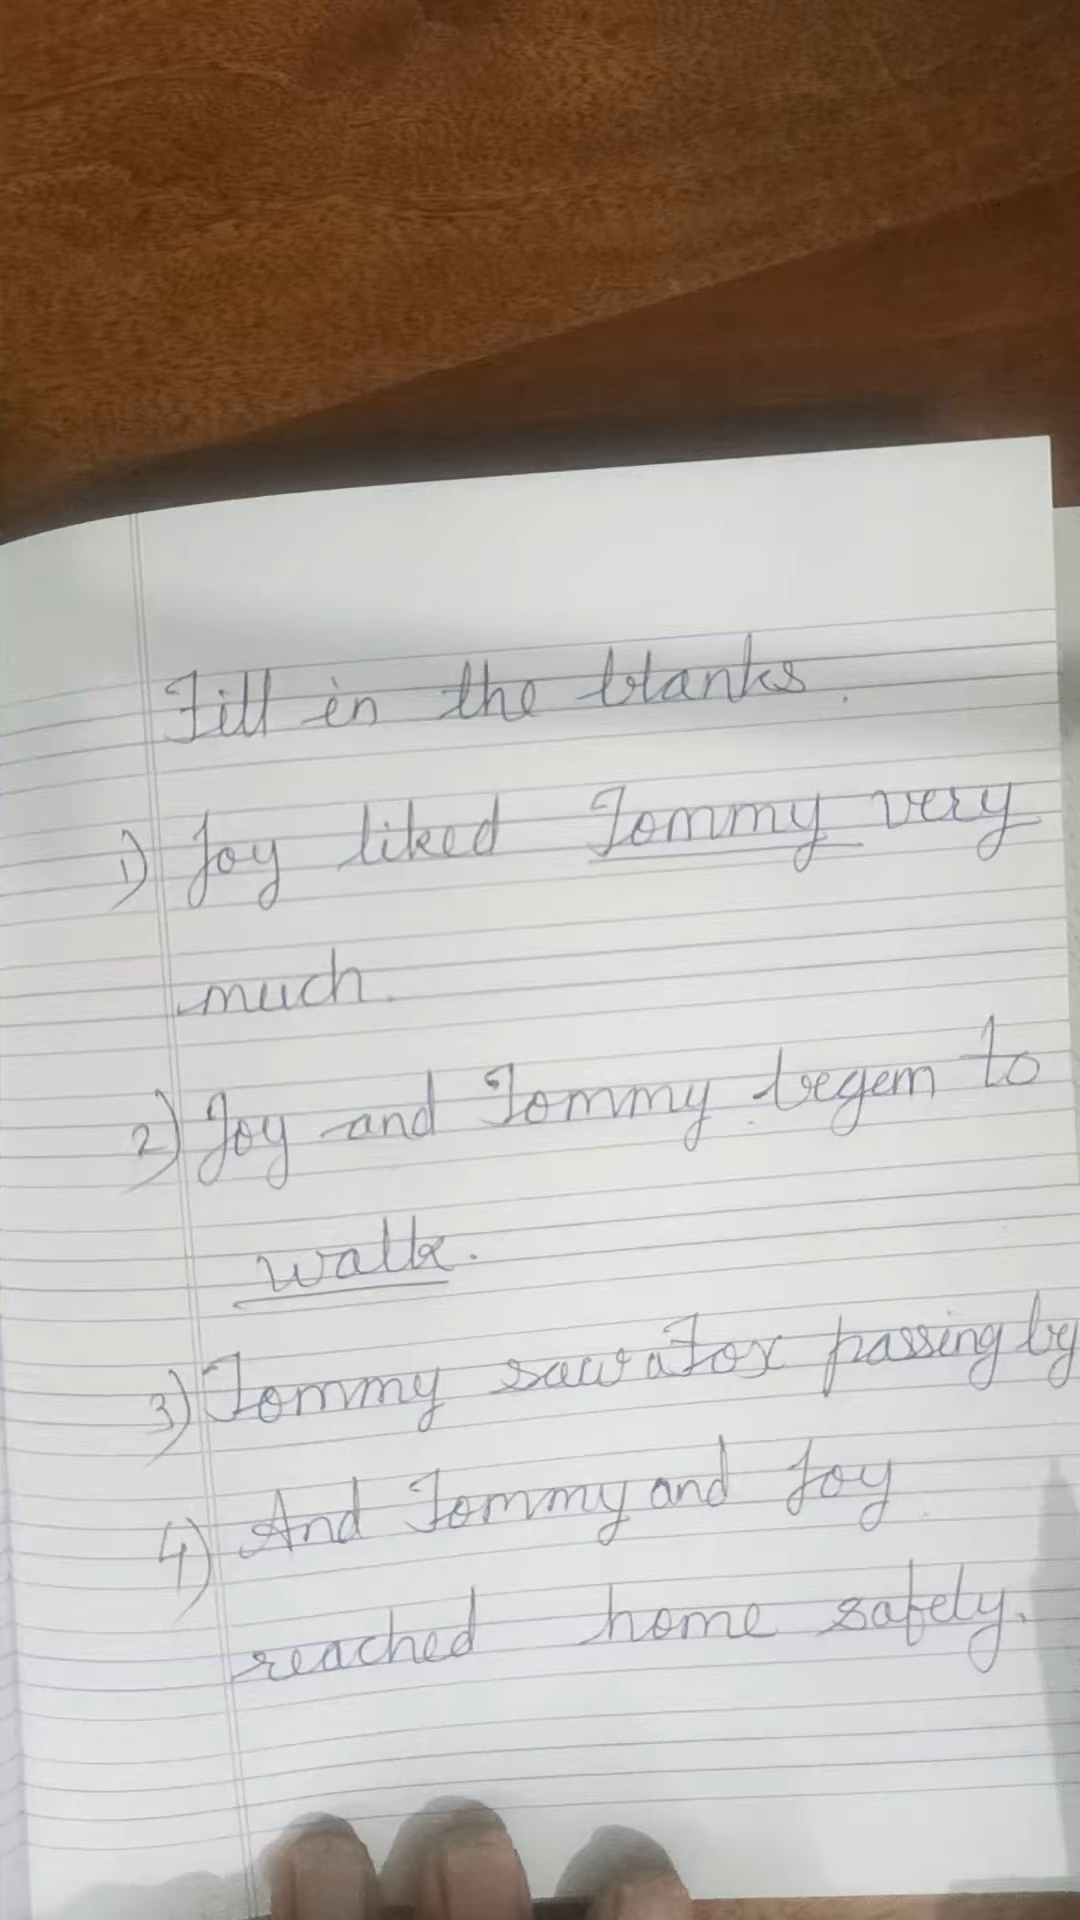 Fill in the blanks.
1) Joy liked Tommy very
much.
2) Joy and Tommy begem to
walk.
3) Tommy saw a Fox passing by
4) And Tommy and Joy
reached home safely.